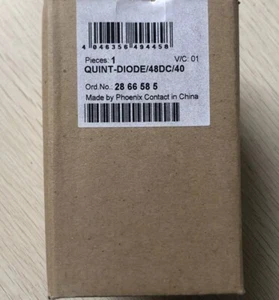 4 046356 494458
Pieces: 1 V/C: 01
QUINT-DIODE/48DC/40
Ord.No.: 28 66 58 5
Made by Phoenix Contact in China